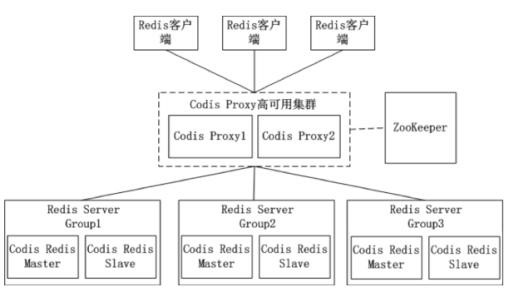 Redis客户
端
Redis客户
端
Redis客户
端
Codis Proxy高可用集群
Codis Proxy1
Codis Proxy2
ZooKeeper
Redis Server
Group1
Codis Redis
Master
Codis Redis
Slave
Redis Server
Group2
Codis Redis
Master
Codis Redis
Slave
Redis Server
Group3
Codis Redis
Master
Codis Redis
Slave